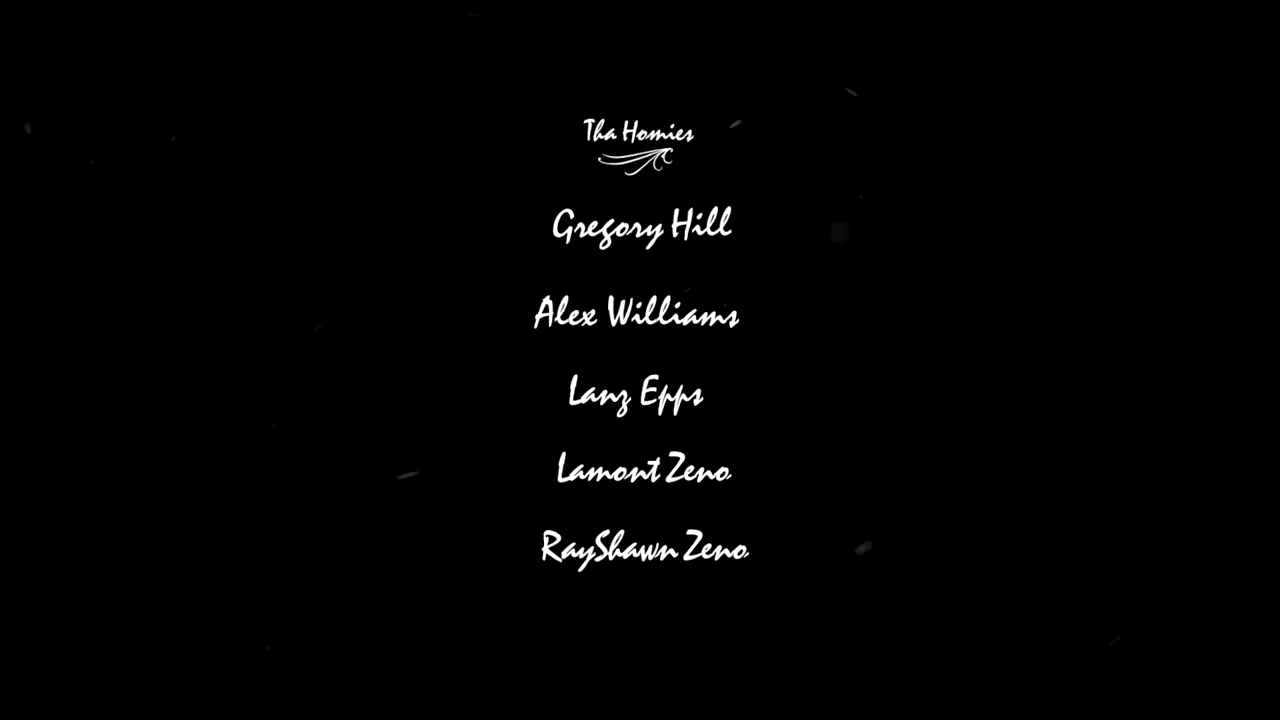 Tha Homies
Gregory Hill
Alex Williams
Lanz Epps
Lamont Zeno
RayShawn Zeno